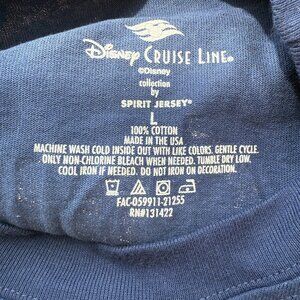 Disney CRUISE LINE®
©Disney
collection
by
SPIRIT JERSEY®
L
100% COTTON
MADE IN THE USA
MACHINE WASH COLD INSIDE OUT WITH LIKE COLORS. GENTLE CYCLE.
ONLY NON-CHLORINE BLEACH WHEN NEEDED. TUMBLE DRY LOW.
COOL IRON IF NEEDED. DO NOT IRON ON DECORATION.
FAC-059911-21255
RN#131422